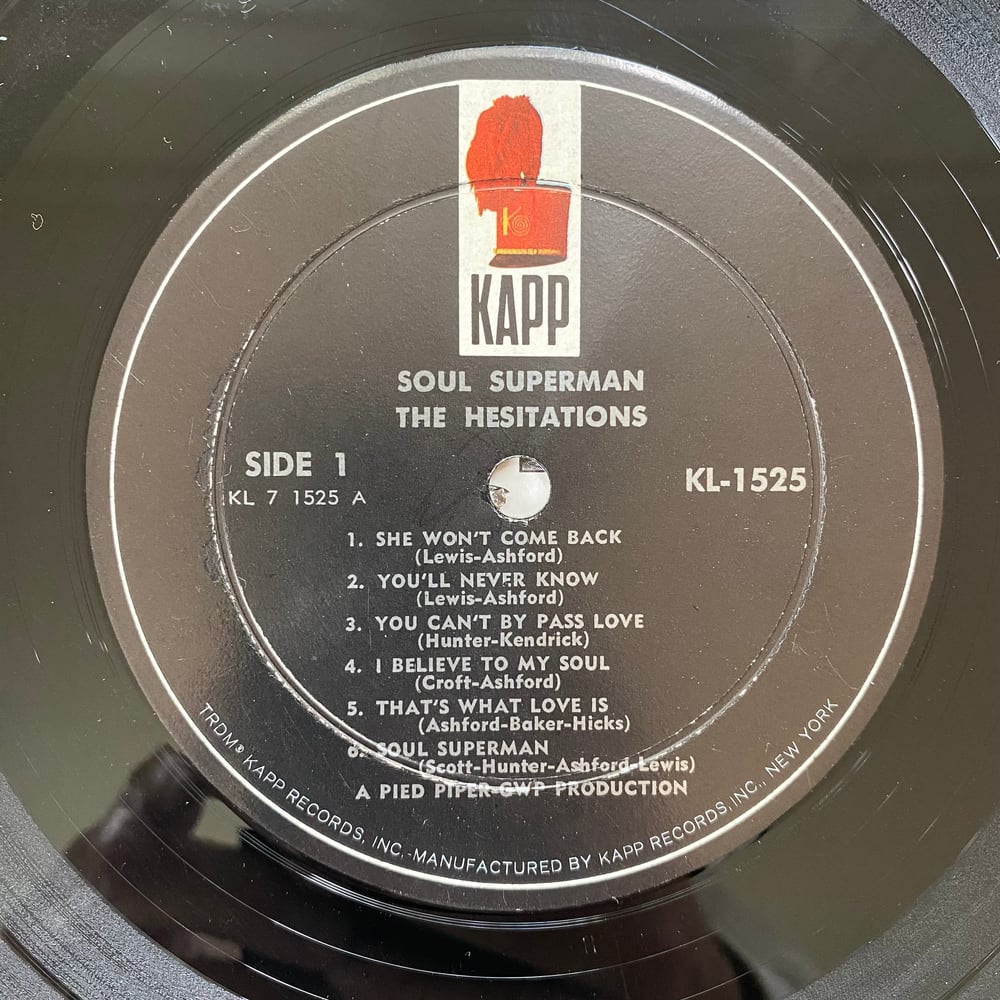 K
KAPP
SOUL SUPERMAN
THE HESITATIONS
SIDE 1
KL 7 1525 A
KL-1525
1. SHE WON'T COME BACK
(Lewis-Ashford)
2. YOU'LL NEVER KNOW
(Lewis-Ashford)
3. YOU CAN'T BY PASS LOVE
(Hunter-Kendrick)
4. I BELIEVE TO MY SOUL
(Croft-Ashford)
5. THAT'S WHAT LOVE IS
(Ashford-Baker-Hicks)
6. SOUL SUPERMAN
(Scott-Hunter-Ashford-Lewis)
A PIED PIPER-GWP PRODUCTION
TRDM® KAPP RECORDS, INC.-MANUFACTURED BY KAPP RECORDS, INC., NEW YORK